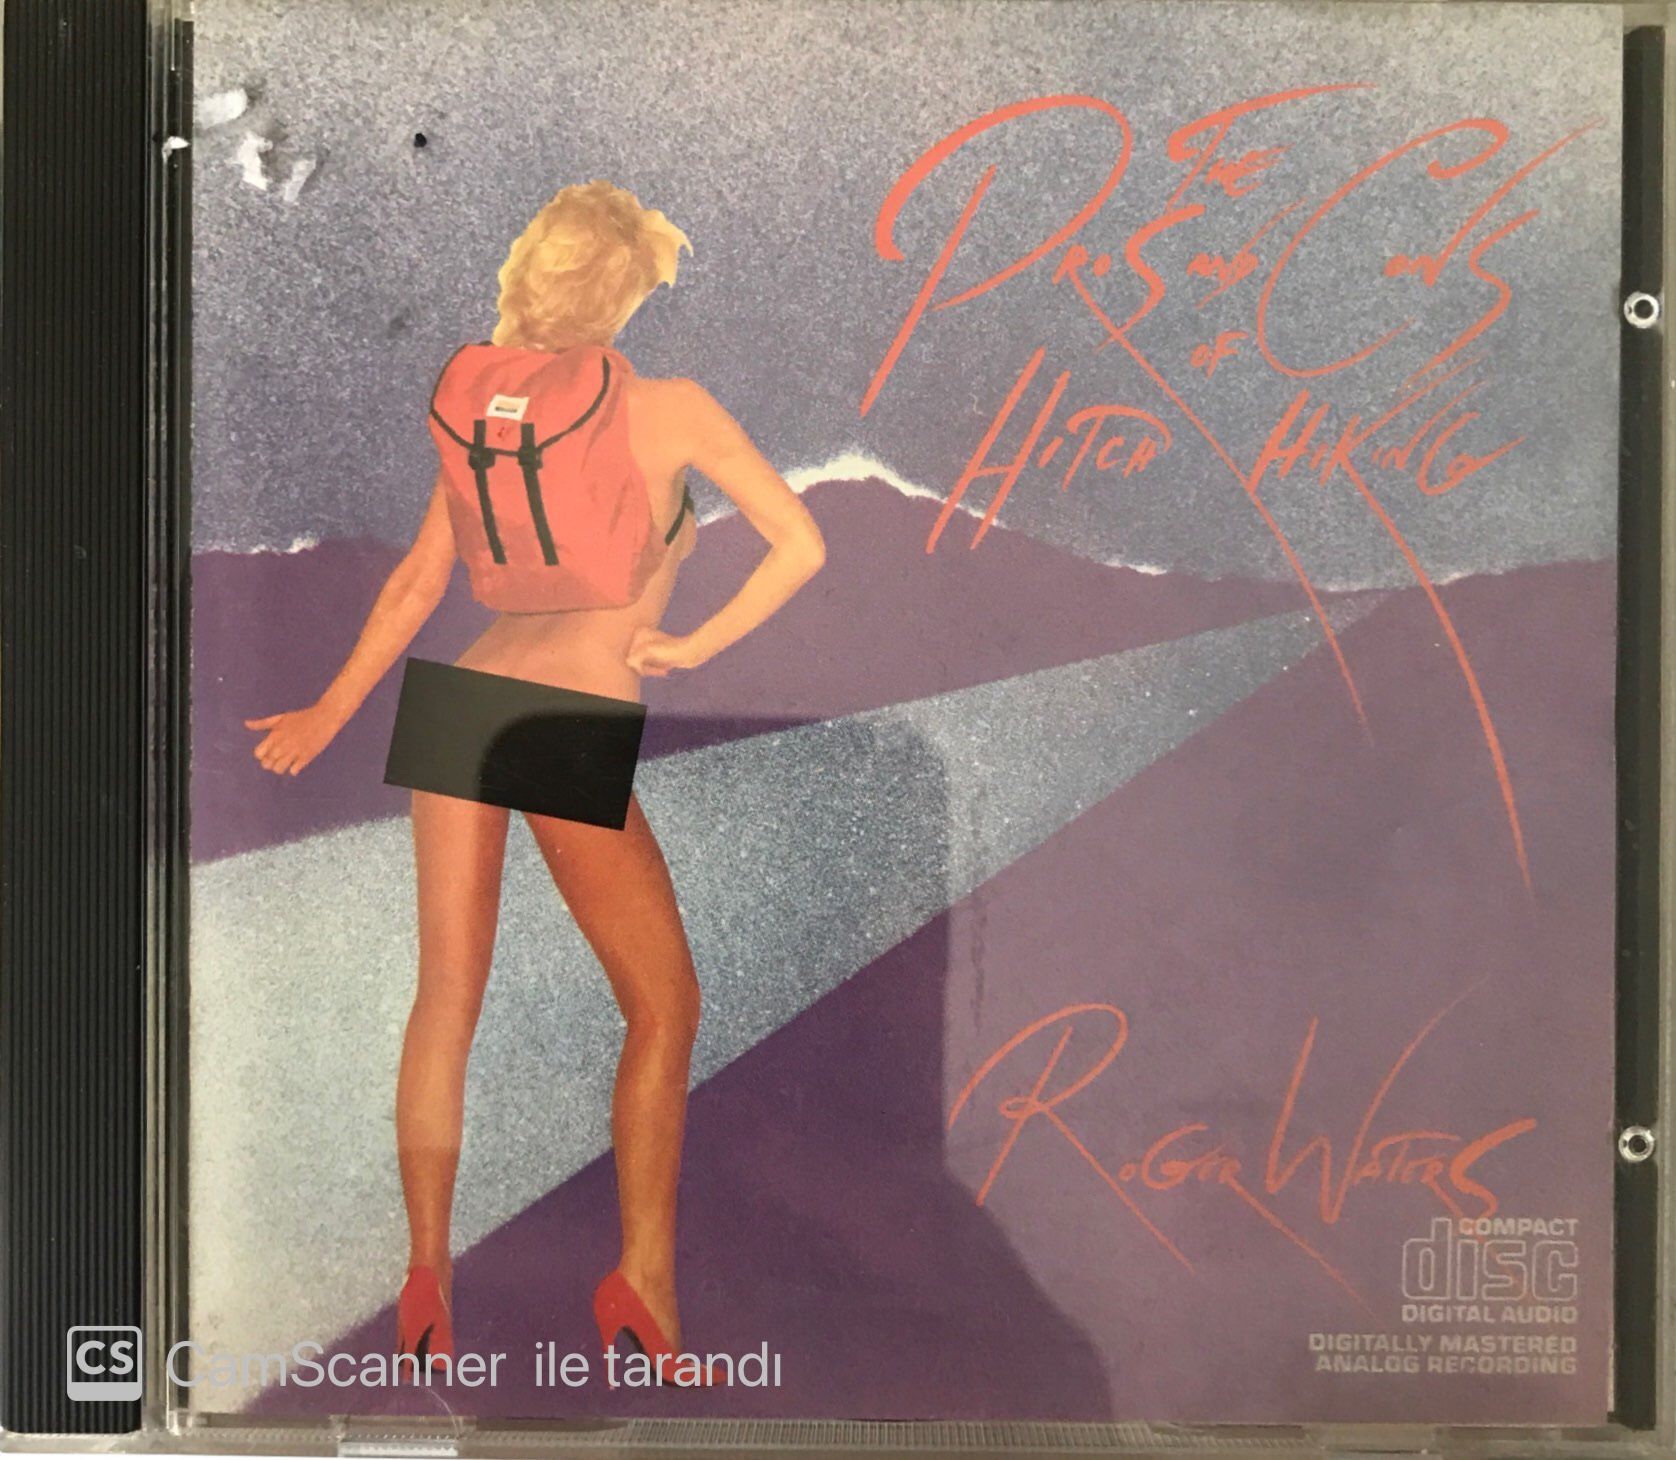 The
Pros and Cons
of
Hitch Hiking
Roger Waters
COMPACT
disc
DIGITAL AUDIO
DIGITALLY MASTERED
ANALOG RECORDING
CS CamScanner ile tarandı